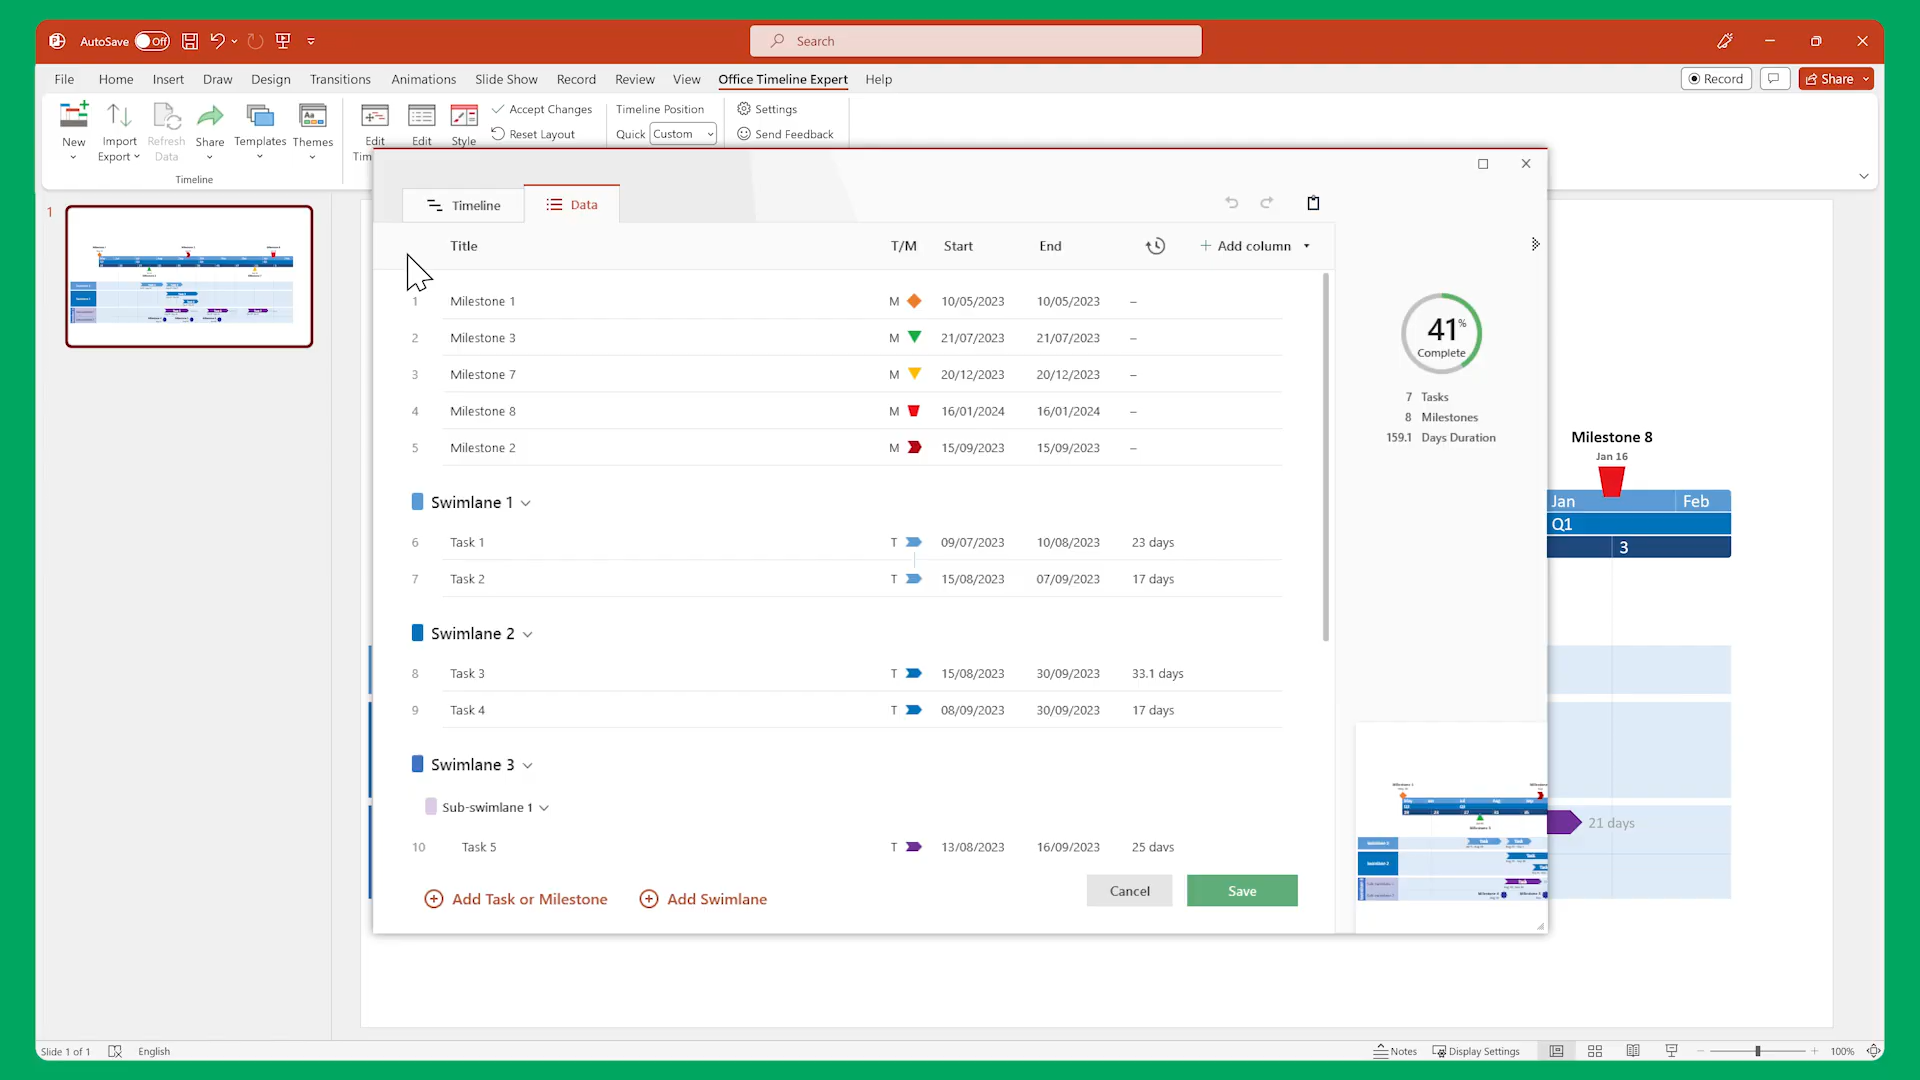 AutoSave Off
Search
File Home Insert Draw Design Transitions Animations Slide Show Record Review View Office Timeline Expert Help
Record Share
New Import Export Refresh Data Share Templates Themes
Edit Edit Style
Accept Changes
Reset Layout
Timeline Position
Quick Custom
Settings
Send Feedback
Timeline
1
Timeline Data
Title T/M Start End Add column
1 Milestone 1 M 10/05/2023 10/05/2023 –
2 Milestone 3 M 21/07/2023 21/07/2023 –
3 Milestone 7 M 20/12/2023 20/12/2023 –
4 Milestone 8 M 16/01/2024 16/01/2024 –
5 Milestone 2 M 15/09/2023 15/09/2023 –
Swimlane 1
6 Task 1 T 09/07/2023 10/08/2023 23 days
7 Task 2 T 15/08/2023 07/09/2023 17 days
Swimlane 2
8 Task 3 T 15/08/2023 30/09/2023 33.1 days
9 Task 4 T 08/09/2023 30/09/2023 17 days
Swimlane 3
Sub-swimlane 1
10 Task 5 T 13/08/2023 16/09/2023 25 days
Add Task or Milestone Add Swimlane
Cancel Save
41%
Complete
7 Tasks
8 Milestones
159.1 Days Duration
Milestone 8
Jan 16
Jan Feb
Q1
3
21 days
Slide 1 of 1 English
Notes Display Settings 100%